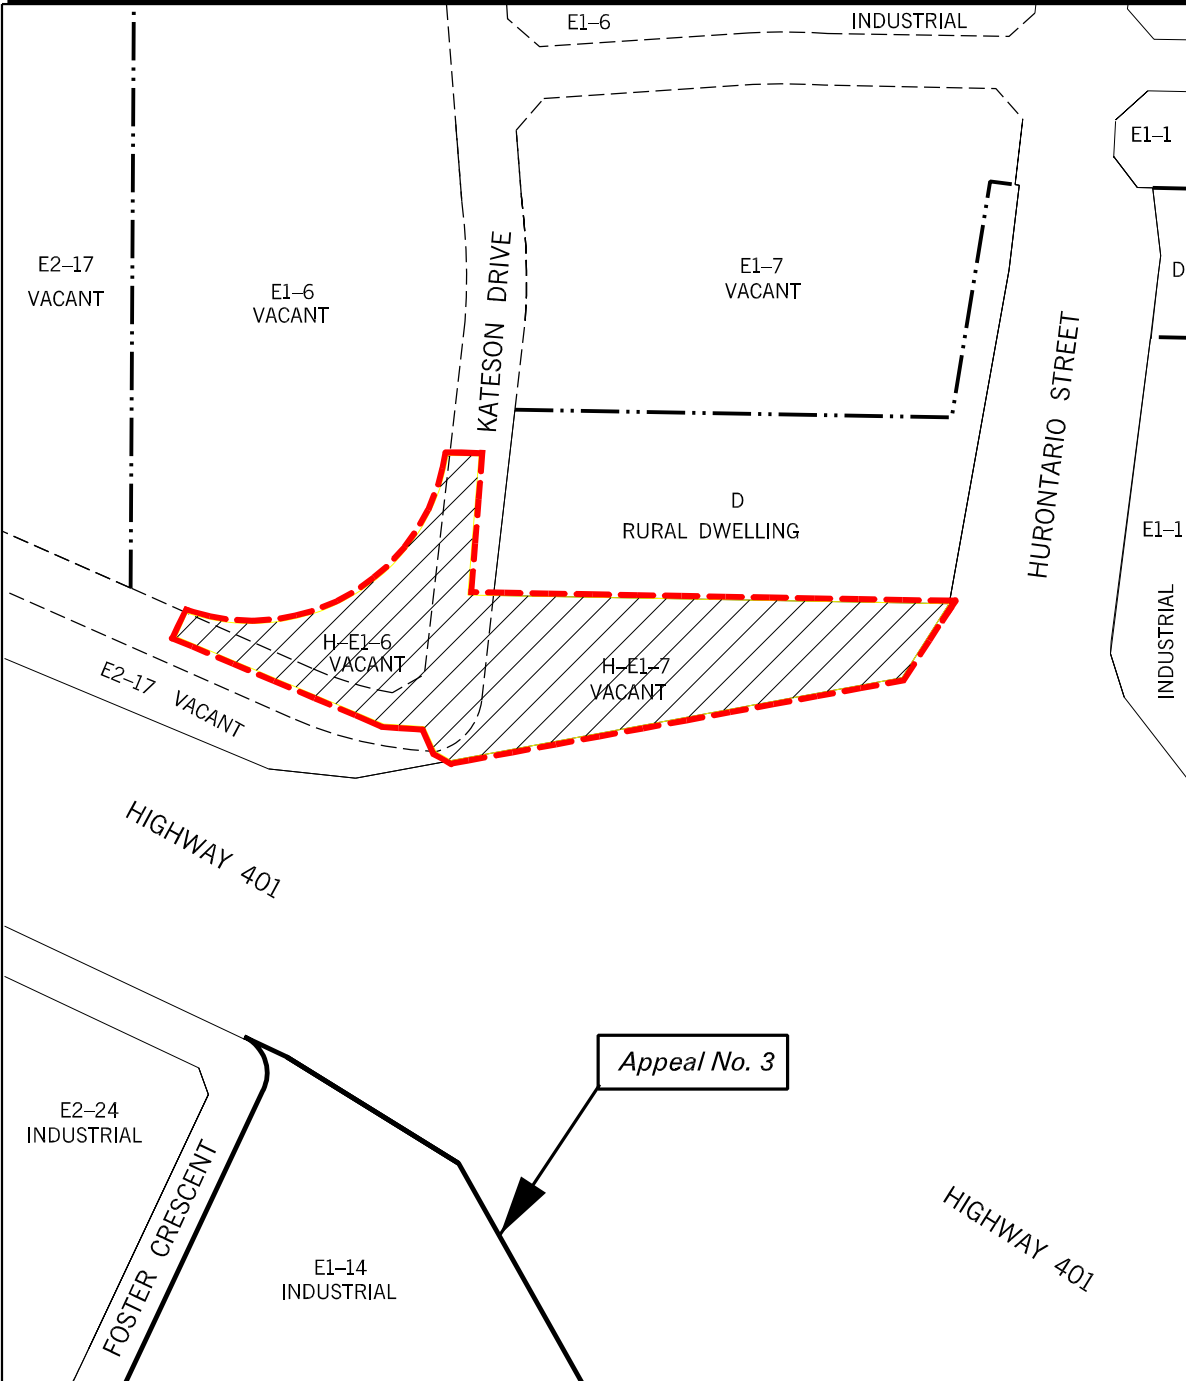 E1–6
INDUSTRIAL
E1–1
E2–17
VACANT
E1–6
VACANT
KATESON DRIVE
E1–7
VACANT
D
HURONTARIO STREET
D
RURAL DWELLING
E1–1
INDUSTRIAL
H–E1–6
VACANT
H–E1–7
VACANT
E2–17 VACANT
HIGHWAY 401
Appeal No. 3
E2–24
INDUSTRIAL
FOSTER CRESCENT
E1–14
INDUSTRIAL
HIGHWAY 401